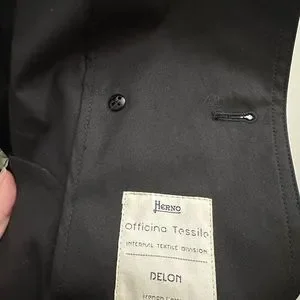 HERNO
Officina Tessile
INTERNAL TEXTILE DIVISION
DELON